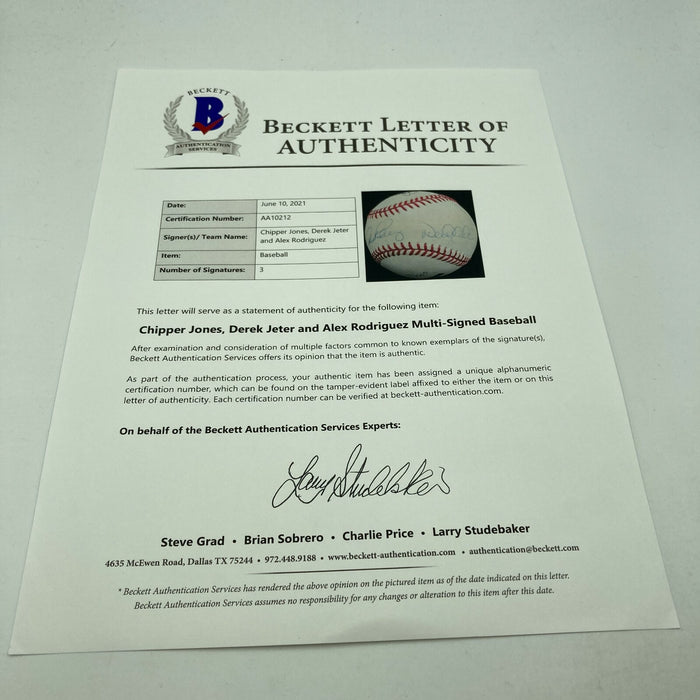 BECKETT
B
AUTHENTICATION
SERVICES
BECKETT LETTER OF
AUTHENTICITY
Date: June 10, 2021
Certification Number: AA10212
Signer(s)/ Team Name: Chipper Jones, Derek Jeter
and Alex Rodriguez
Item: Baseball
Number of Signatures: 3
This letter will serve as a statement of authenticity for the following item:
Chipper Jones, Derek Jeter and Alex Rodriguez Multi-Signed Baseball
After examination and consideration of multiple factors common to known exemplars of the signature(s),
Beckett Authentication Services offers its opinion that the item is authentic.
As part of the authentication process, your authentic item has been assigned a unique alphanumeric
certification number, which can be found on the tamper-evident label affixed to either the item or on this
letter of authenticity. Each certification number can be verified at beckett-authentication.com.
On behalf of the Beckett Authentication Services Experts:
Larry Studebaker
Steve Grad • Brian Sobrero • Charlie Price • Larry Studebaker
4635 McEwen Road, Dallas TX 75244 • 972.448.9188 • www.beckett-authentication.com • authentication@beckett.com
* Beckett Authentication Services has rendered the above opinion on the pictured item as of the date indicated on this letter.
Beckett Authentication Services assumes no responsibility for any changes or alteration to this item after this date.